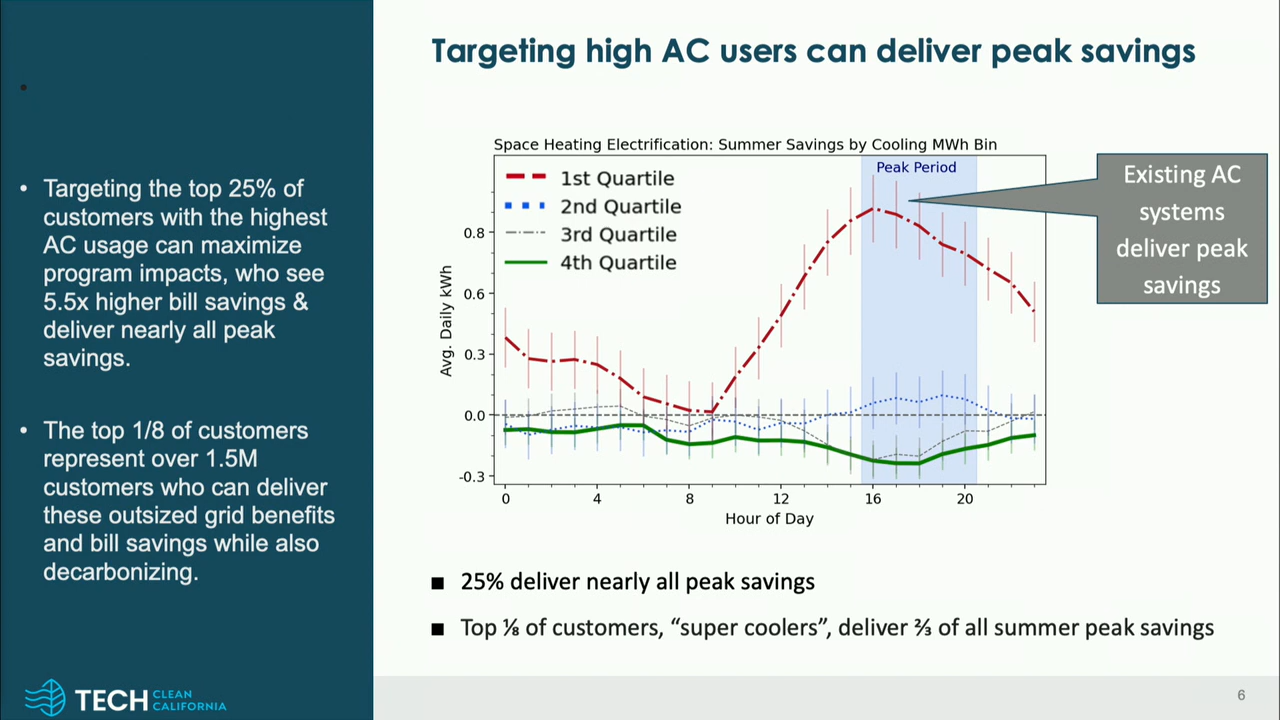 Targeting high AC users can deliver peak savings
• Targeting the top 25% of
customers with the highest
AC usage can maximize
program impacts, who see
5.5x higher bill savings &
deliver nearly all peak
savings.
• The top 1/8 of customers
represent over 1.5M
customers who can deliver
these outsized grid benefits
and bill savings while also
decarbonizing.
TECH CLEAN
CALIFORNIA
Space Heating Electrification: Summer Savings by Cooling MWh Bin
1st Quartile
2nd Quartile
3rd Quartile
4th Quartile
Peak Period
Existing AC
systems
deliver peak
savings
Avg. Daily kWh
0.8
0.6
0.3
0.0
-0.3
0 4 8 12 16 20
Hour of Day
■ 25% deliver nearly all peak savings
■ Top ⅛ of customers, “super coolers”, deliver ⅔ of all summer peak savings
6